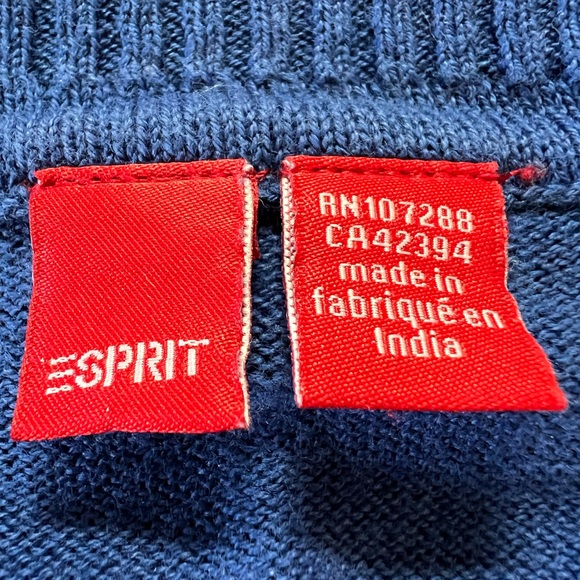 ESPRIT
RN107288
CA42394
made in
fabriqué en
India